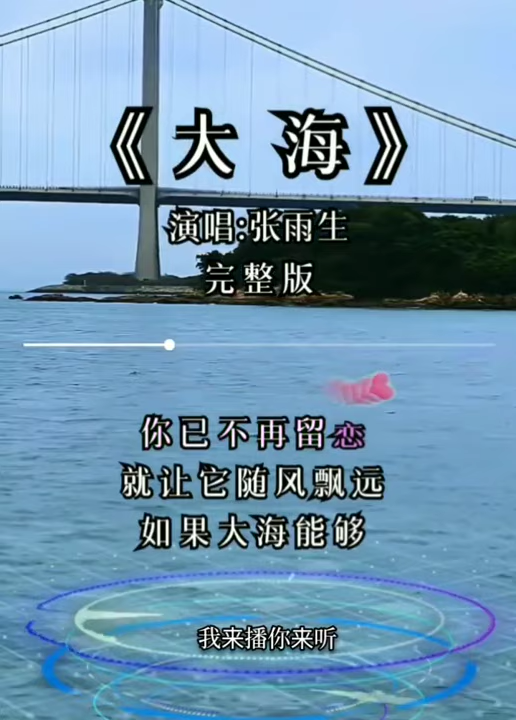 《大海》
演唱:张雨生
完整版
你已不再留恋
就让它随风飘远
如果大海能够
我来播你来听